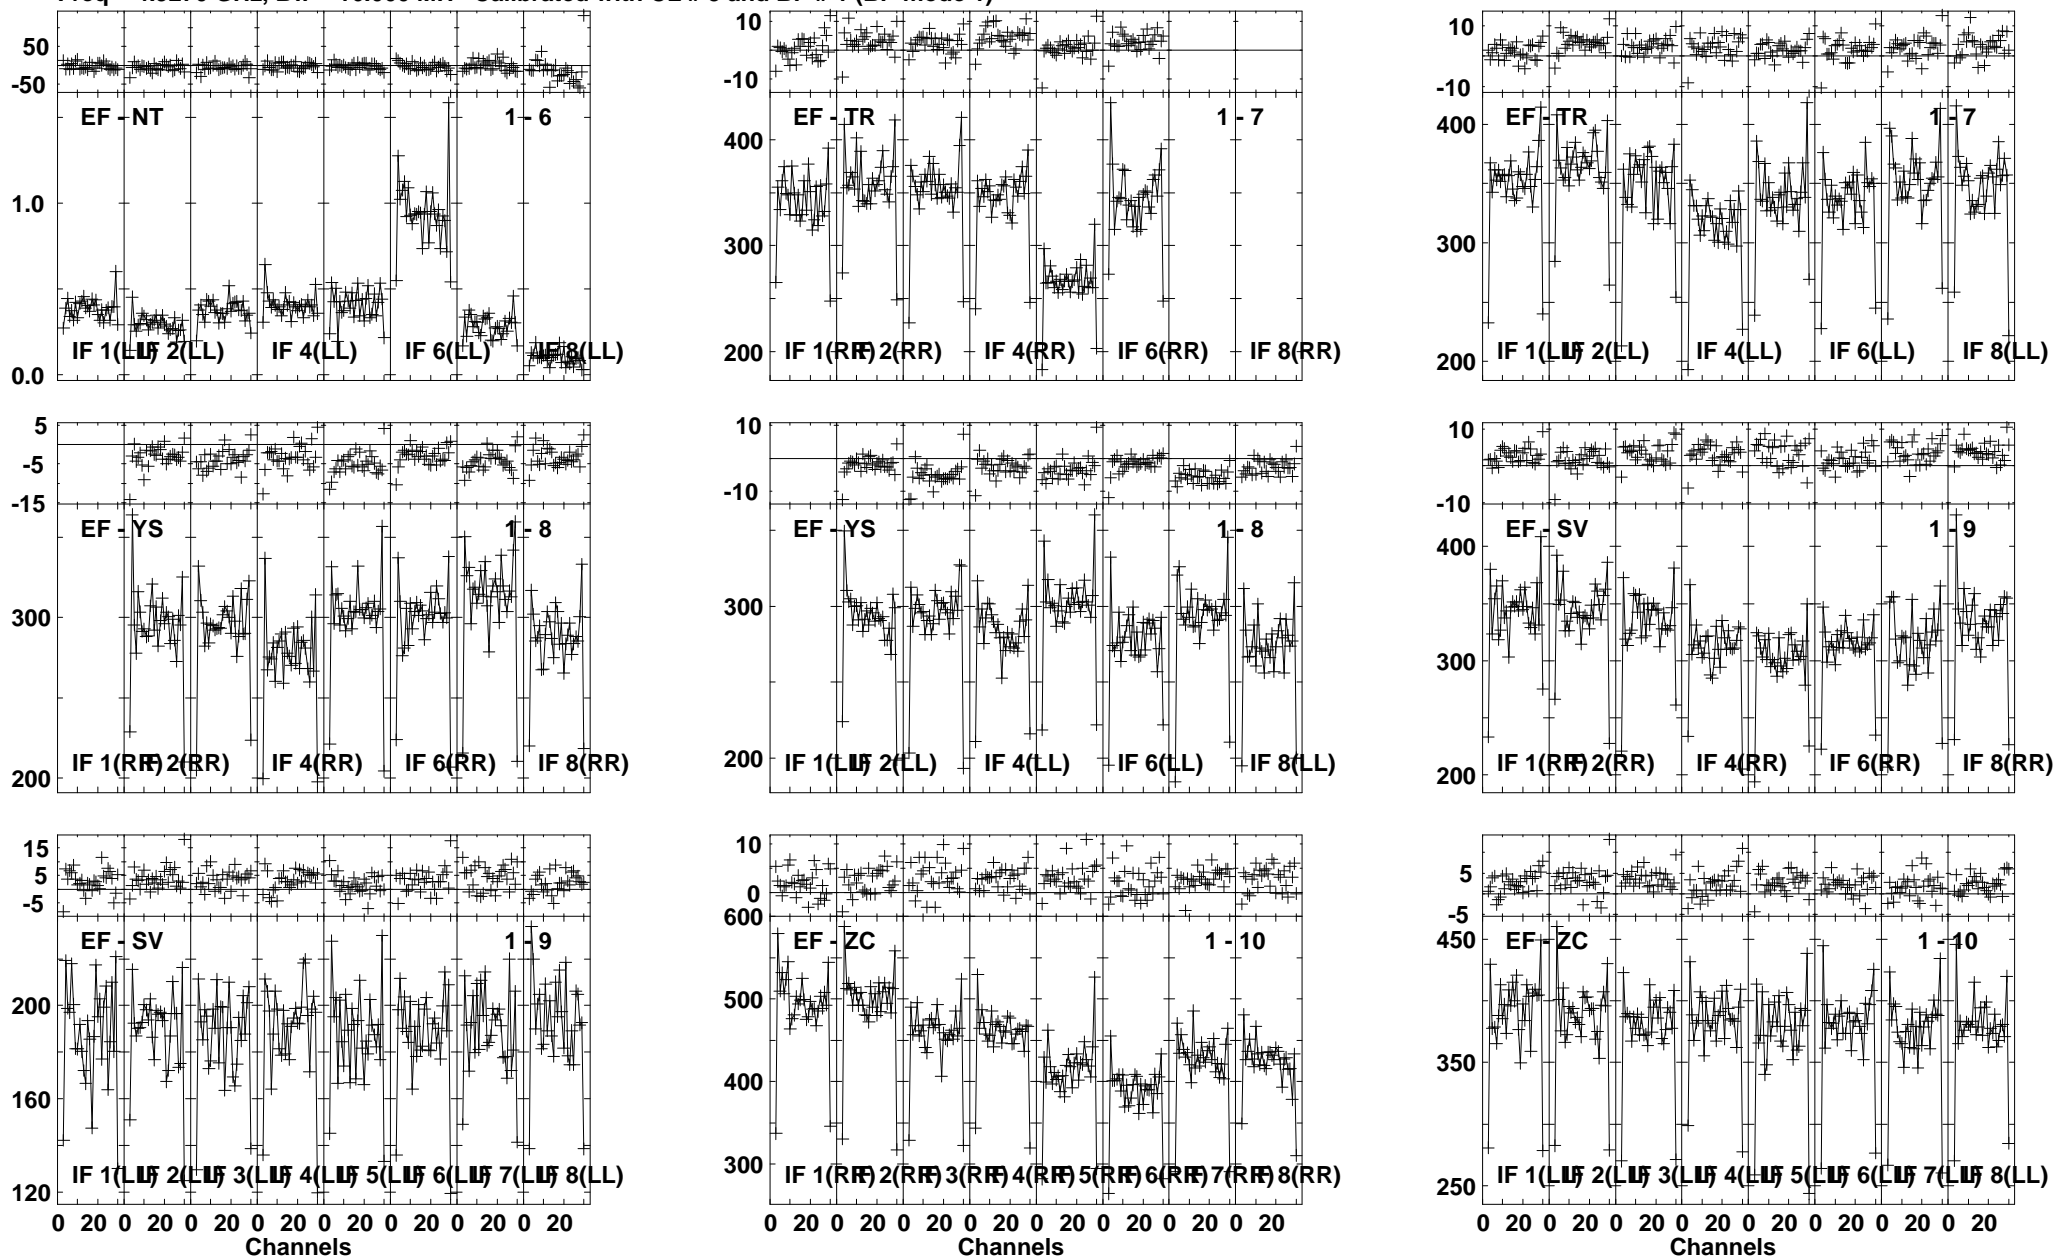 50
-50
EF - NT 1 - 6
1.0
0.0
IF 1(LL) IF 2(LL) IF 4(LL) IF 6(LL) IF 8(LL)
10
-10
EF - TR 1 - 7
400
300
200
IF 1(RR) IF 2(RR) IF 4(RR) IF 6(RR) IF 8(RR)
10
-10
EF - TR 1 - 7
400
300
200
IF 1(LL) IF 2(LL) IF 4(LL) IF 6(LL) IF 8(LL)
5
-5
-15
EF - YS 1 - 8
300
200
IF 1(RR) IF 2(RR) IF 4(RR) IF 6(RR) IF 8(RR)
10
-10
EF - YS 1 - 8
300
200
IF 1(LL) IF 2(LL) IF 4(LL) IF 6(LL) IF 8(LL)
10
-10
EF - SV 1 - 9
400
300
200
IF 1(RR) IF 2(RR) IF 4(RR) IF 6(RR) IF 8(RR)
15
5
-5
EF - SV 1 - 9
200
160
120
IF 1(LL) IF 2(LL) IF 3(LL) IF 4(LL) IF 5(LL) IF 6(LL) IF 7(LL) IF 8(LL)
0 20 0 20 0 20 0 20 0 20 0 20 0 20 0 20
Channels
10
0
600
EF - ZC 1 - 10
500
400
300
IF 1(RR) IF 2(RR) IF 3(RR) IF 4(RR) IF 5(RR) IF 6(RR) IF 7(RR) IF 8(RR)
0 20 0 20 0 20 0 20 0 20 0 20 0 20 0 20
Channels
5
-5
EF - ZC 1 - 10
450
350
250
IF 1(LL) IF 2(LL) IF 3(LL) IF 4(LL) IF 5(LL) IF 6(LL) IF 7(LL) IF 8(LL)
0 20 0 20 0 20 0 20 0 20 0 20 0 20 0 20
Channels